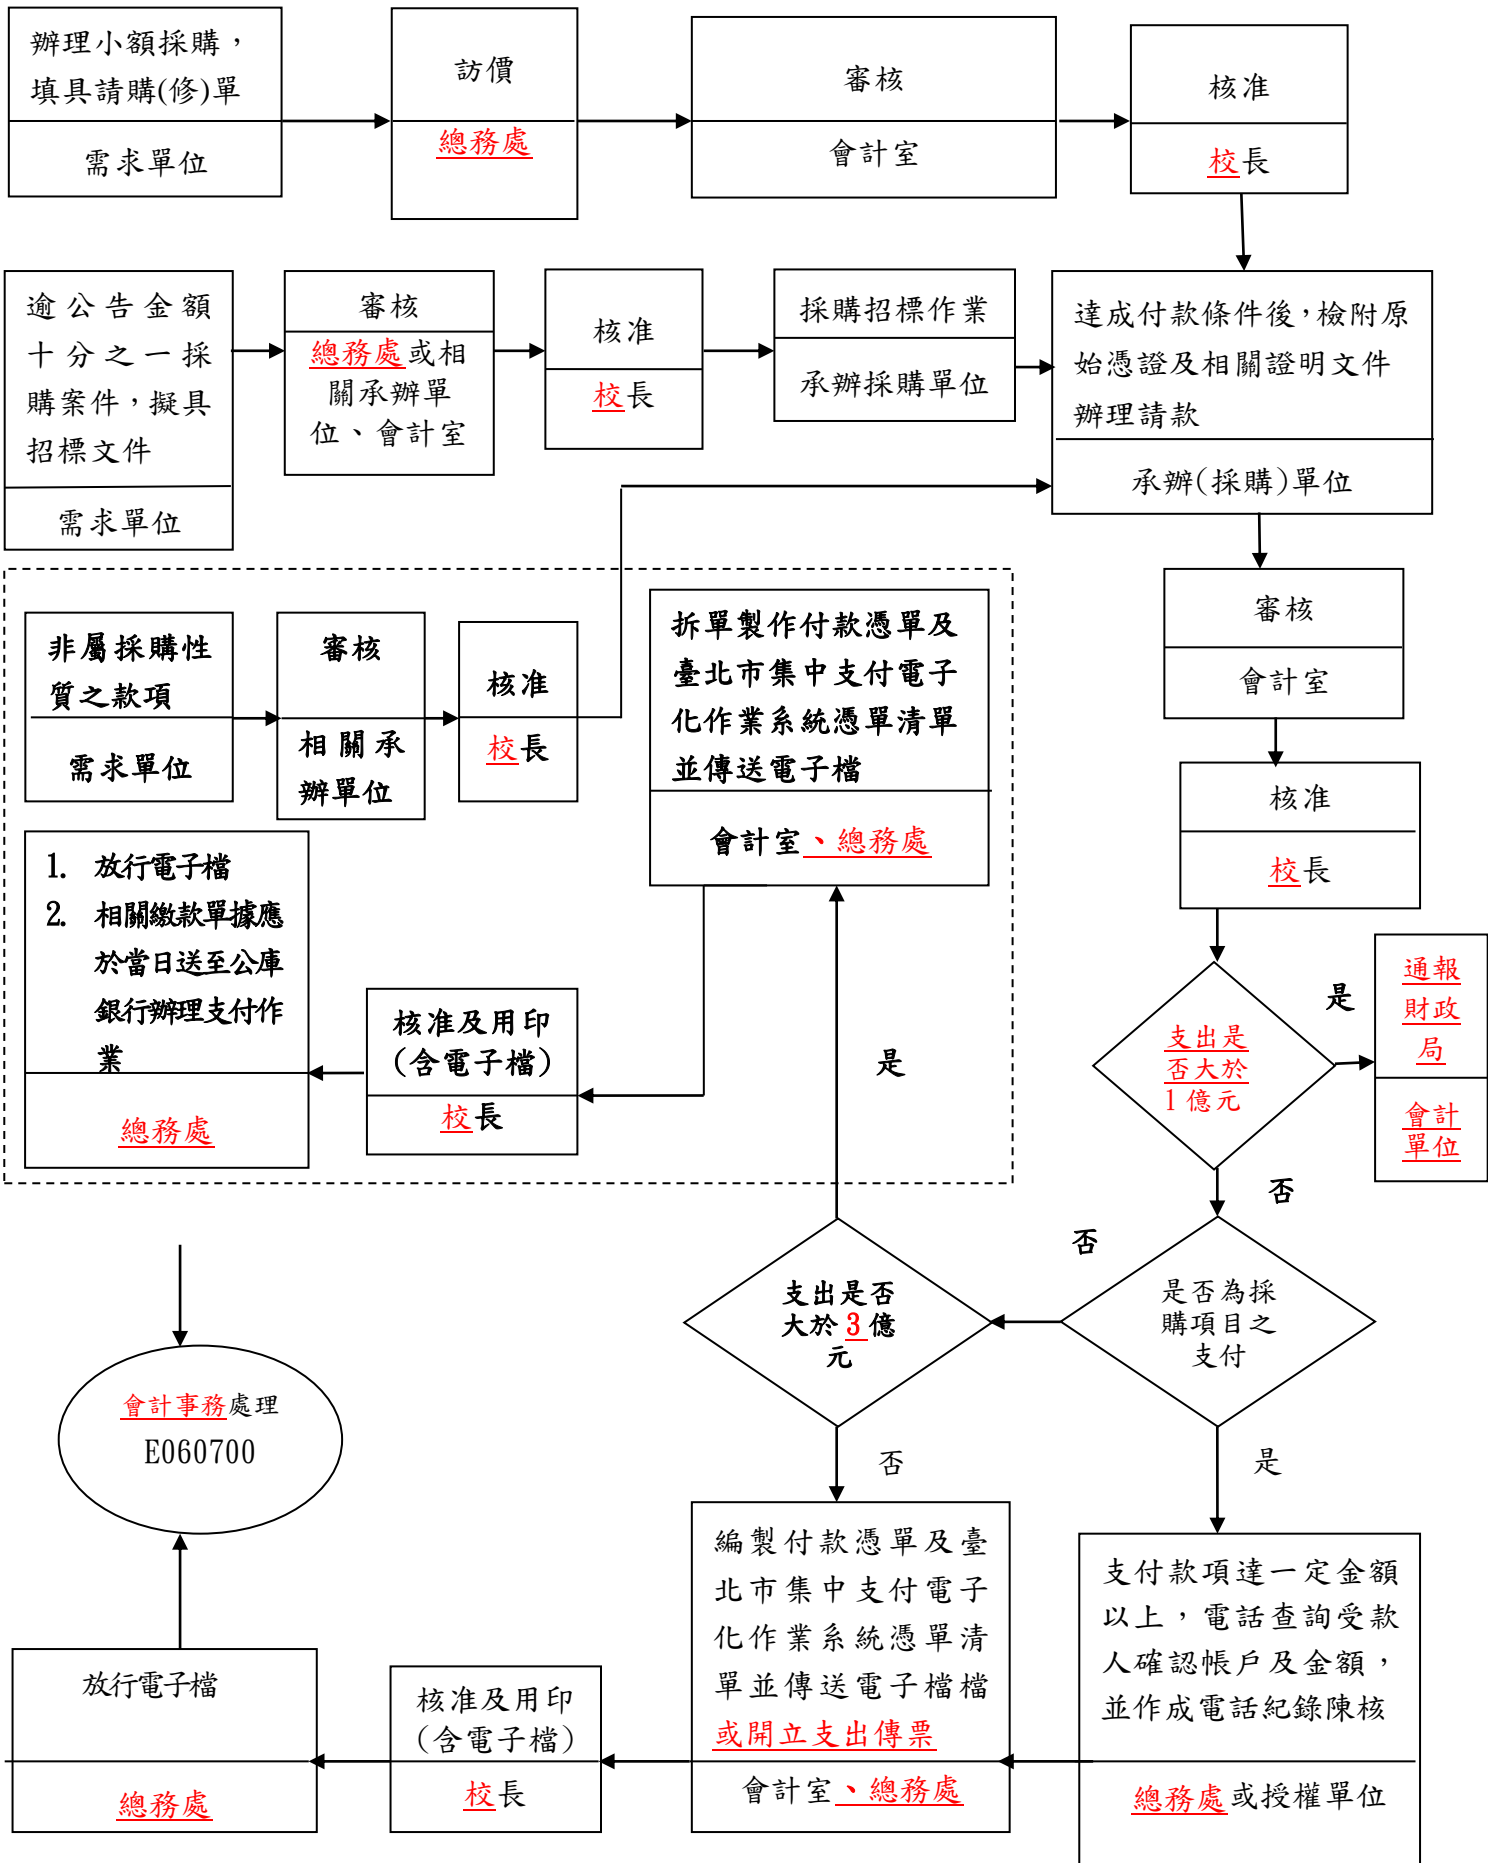 辦理小額採購，
填具請購(修)單
需求單位
訪價
總務處
審核
會計室
核准
校長
逾公告金額
十分之一採
購案件，擬具
招標文件
需求單位
審核
總務處或相
關承辦單
位、會計室
核准
校長
採購招標作業
承辦採購單位
達成付款條件後，檢附原
始憑證及相關證明文件
辦理請款
承辦(採購)單位
非屬採購性
質之款項
需求單位
審核
相關承
辦單位
核准
校長
拆單製作付款憑單及
臺北市集中支付電子
化作業系統憑單清單
並傳送電子檔
會計室、總務處
審核
會計室
核准
校長
1. 放行電子檔
2. 相關繳款單據應
於當日送至公庫
銀行辦理支付作
業
總務處
核准及用印
(含電子檔)
校長
是
支出是
否大於
1億元
是
通報
財政
局
會計
單位
否
否
支出是否
大於3億
元
是否為採
購項目之
支付
會計事務處理
E060700
否
是
編製付款憑單及臺
北市集中支付電子
化作業系統憑單清
單並傳送電子檔檔
或開立支出傳票
會計室、總務處
支付款項達一定金額
以上，電話查詢受款
人確認帳戶及金額，
並作成電話紀錄陳核
總務處或授權單位
放行電子檔
總務處
核准及用印
(含電子檔)
校長